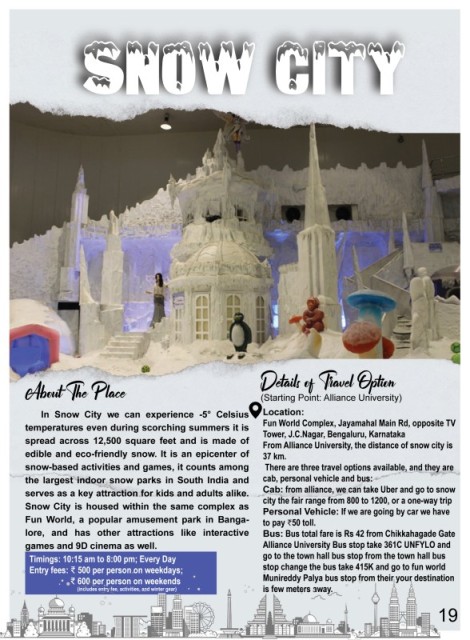 SNOW CITY
About The Place
In Snow City we can experience -5° Celsius
temperatures even during scorching summers it is
spread across 12,500 square feet and is made of
edible and eco-friendly snow. It is an epicenter of
snow-based activities and games, it counts among
the largest indoor snow parks in South India and
serves as a key attraction for kids and adults alike.
Snow City is housed within the same complex as
Fun World, a popular amusement park in Banga-
lore, and has other attractions like interactive
games and 9D cinema as well.
Timings: 10:15 am to 8:00 pm; Every Day
Entry fees: ₹ 500 per person on weekdays;
₹ 600 per person on weekends
(includes entry fee, activities, and winter gear)
Details of Travel Option
(Starting Point: Alliance University)
Location:
Fun World Complex, Jayamahal Main Rd, opposite TV
Tower, J.C.Nagar, Bengaluru, Karnataka
From Alliance University, the distance of snow city is
37 km.
There are three travel options available, and they are
cab, personal vehicle and bus:
Cab: from alliance, we can take Uber and go to snow
city the fair range from 800 to 1200, or a one-way trip
Personal Vehicle: If we are going by car we have
to pay ₹50 toll.
Bus: Bus total fare is Rs 42 from Chikkahagade Gate
Alliance University Bus stop take 361C UNFYLO and
go to the town hall bus stop from the town hall bus
stop change the bus take 415K and go to fun world
Munireddy Palya bus stop from their your destination
is few meters away.
19